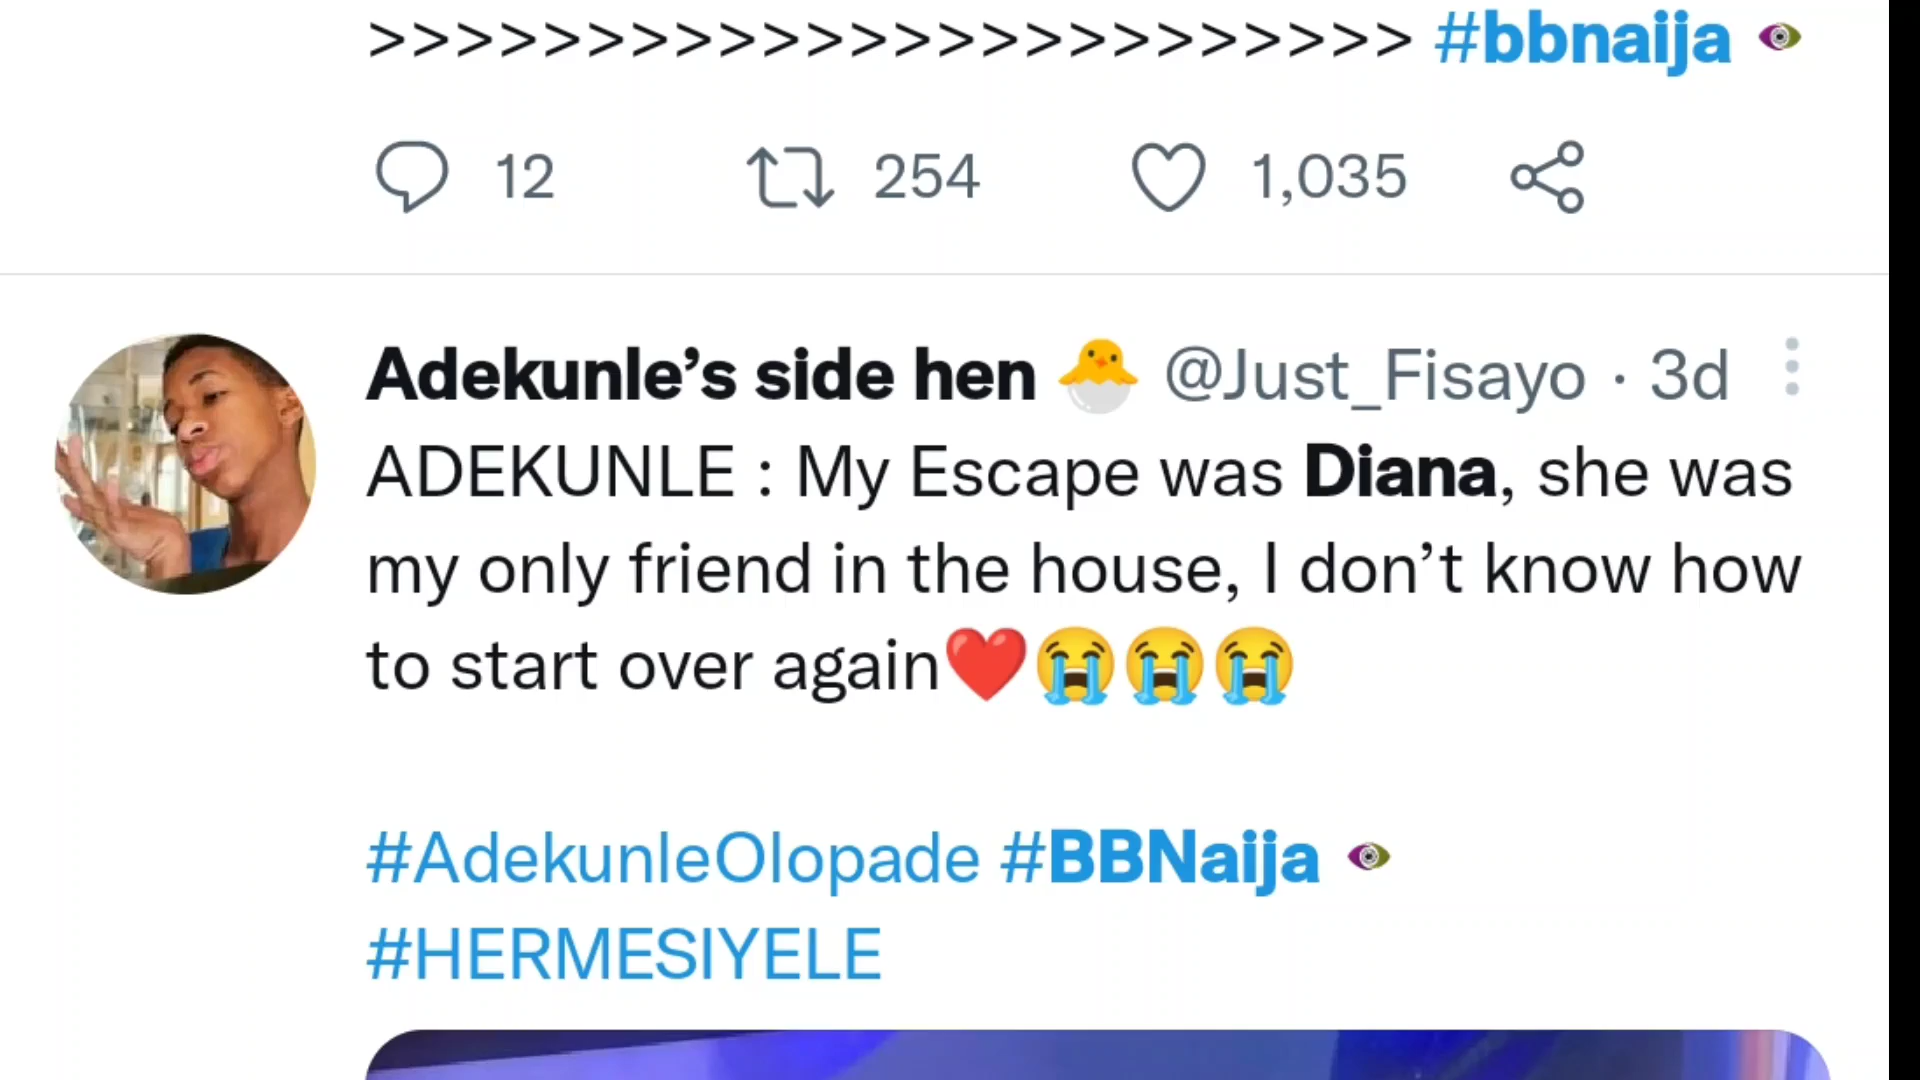 >>>>>>>>>>>>>>>>>>>>>>>> #bbnaija
12 254 1,035
Adekunle’s side hen 🐣 @Just_Fisayo · 3d
ADEKUNLE : My Escape was Diana, she was
my only friend in the house, I don’t know how
to start over again❤️😭😭😭
#AdekunleOlopade #BBNaija
#HERMESIYELE